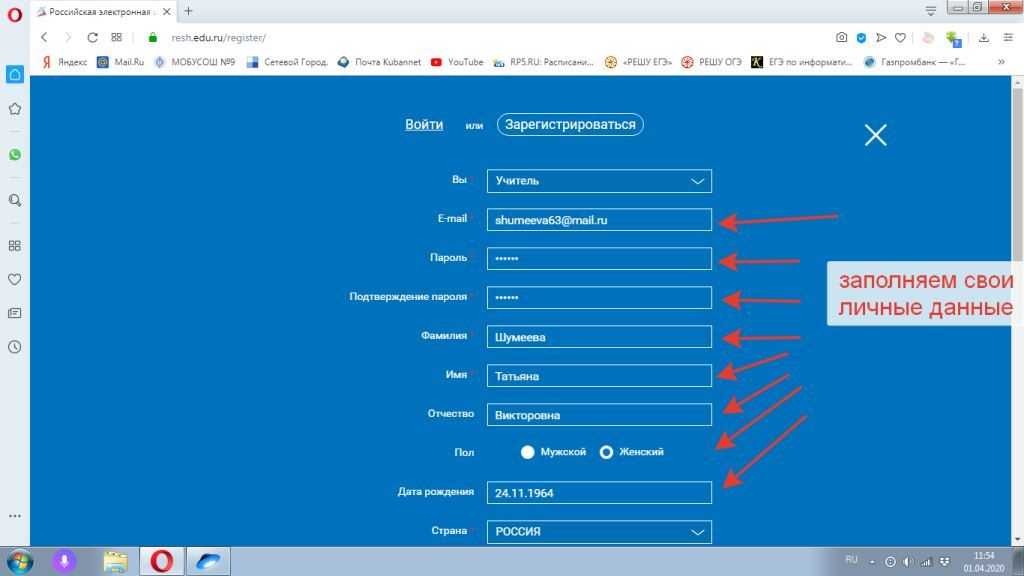 Российская электронная ш
resh.edu.ru/register/
Яндекс Mail.Ru МОБУСОШ №9 Сетевой Город. Почта Kubannet YouTube RP5.RU: Расписани... «РЕШУ ЕГЭ» РЕШУ ОГЭ ЕГЭ по информати... Газпромбанк — «Г... »
Войти или Зарегистрироваться
Вы * Учитель
E-mail * shumeeva63@mail.ru
Пароль * ••••••
Подтверждение пароля * ••••••
заполняем свои
личные данные
Фамилия * Шумеева
Имя * Татьяна
Отчество Викторовна
Пол Мужской Женский
Дата рождения 24.11.1964
Страна * РОССИЯ
RU 11:54
01.04.2020